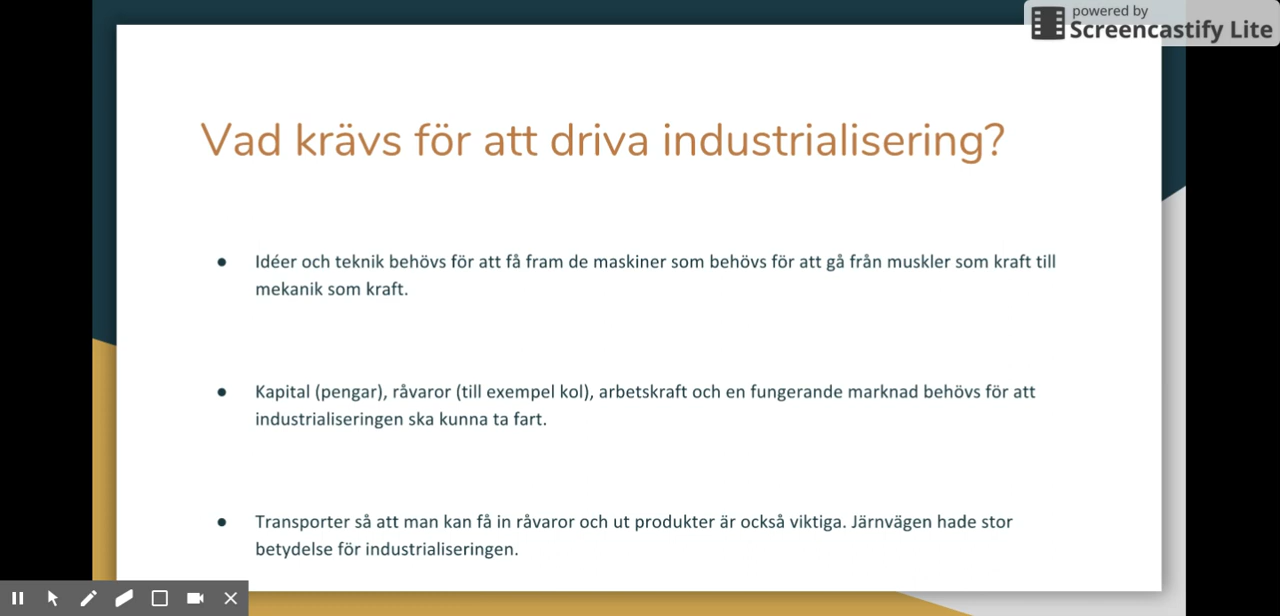 powered by
Screencastify Lite
Vad krävs för att driva industrialisering?
● Idéer och teknik behövs för att få fram de maskiner som behövs för att gå från muskler som kraft till
mekanik som kraft.
● Kapital (pengar), råvaror (till exempel kol), arbetskraft och en fungerande marknad behövs för att
industrialiseringen ska kunna ta fart.
● Transporter så att man kan få in råvaror och ut produkter är också viktiga. Järnvägen hade stor
betydelse för industrialiseringen.